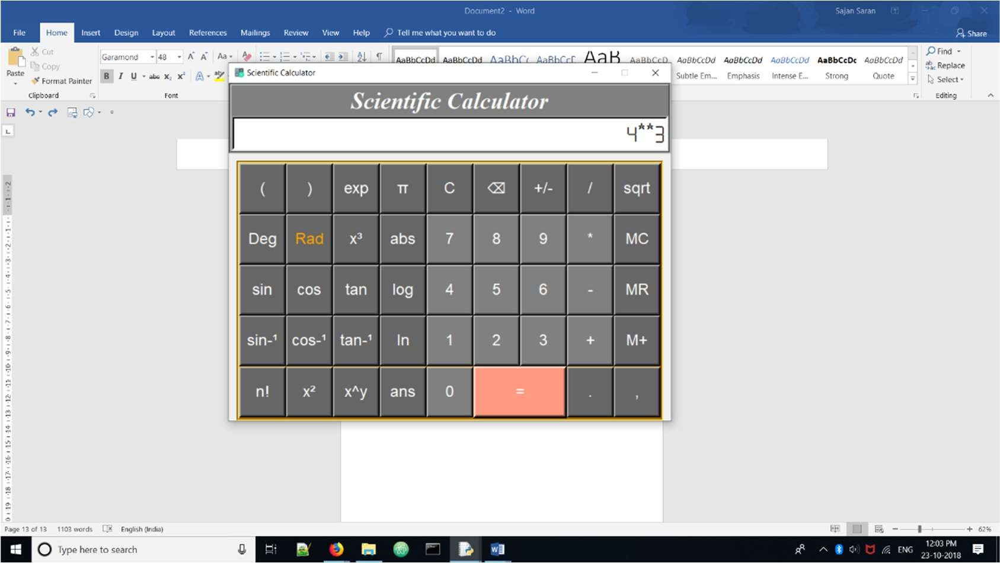 Document2 - Word
Sajan Saran
File Home Insert Design Layout References Mailings Review View Help Tell me what you want to do
Share
Paste
Cut
Copy
Format Painter
Clipboard
Garamond 48
Aa
B I U abc x₂ x² A aby
Font
AaBbCcDd AaBbCcDd AaBbCc AaBbCcC AaB AaBbCcD AaBbCcDd AaBbCcDd AaBbCcDd AaBbCcDc AaBbCcDd
Subtle Em... Emphasis Intense E... Strong Quote
Find
Replace
Select
Editing
Scientific Calculator
Scientific Calculator
4**3
( ) exp π C ⌫ +/- / sqrt
Deg Rad x³ abs 7 8 9 * MC
sin cos tan log 4 5 6 - MR
sin-¹ cos-¹ tan-¹ ln 1 2 3 + M+
n! x² x^y ans 0 = . ,
Page 13 of 13 1103 words English (India)
62%
Type here to search
ENG
12:03 PM
23-10-2018